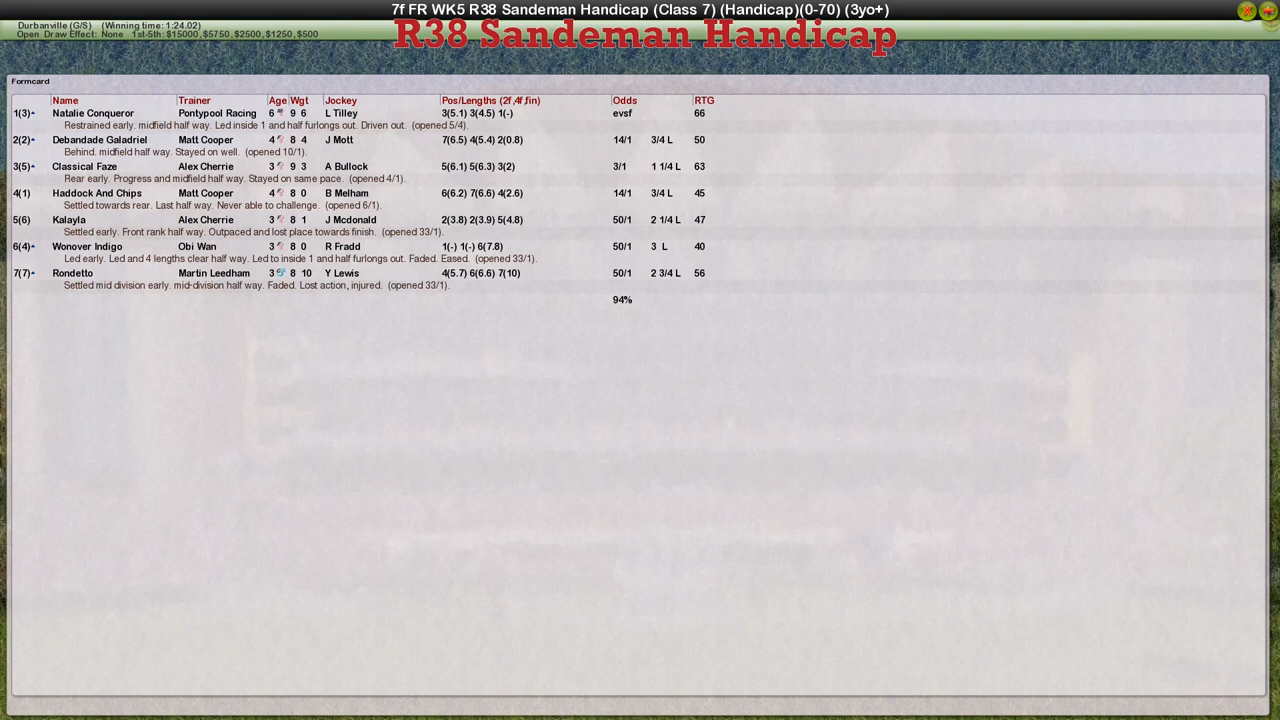 7f FR WK5 R38 Sandeman Handicap (Class 7) (Handicap)(0-70) (3yo+)
Durbanville (G/S) (Winning time: 1:24.02)
Open Draw Effect: None 1st-5th: $15000, $5750, $2500, $1250, $500
R38 Sandeman Handicap
Formcard
Name Trainer Age Wgt Jockey Pos/Lengths (2f,4f,fin) Odds RTG
1(3) Natalie Conqueror Pontypool Racing 6 9 6 L Tilley 3(5.1) 3(4.5) 1(-) evsf 66
Restrained early. midfield half way. Led inside 1 and half furlongs out. Driven out. (opened 5/4).
2(2) Debandade Galadriel Matt Cooper 4 8 4 J Mott 7(6.5) 4(5.4) 2(0.8) 14/1 3/4 L 50
Behind. midfield half way. Stayed on well. (opened 10/1).
3(5) Classical Faze Alex Cherrie 3 9 3 A Bullock 5(6.1) 5(6.3) 3(2) 3/1 1 1/4 L 63
Rear early. Progress and midfield half way. Stayed on same pace. (opened 4/1).
4(1) Haddock And Chips Matt Cooper 4 8 0 B Melham 6(6.2) 7(6.6) 4(2.6) 14/1 3/4 L 45
Settled towards rear. Last half way. Never able to challenge. (opened 6/1).
5(6) Kalayla Alex Cherrie 3 8 1 J Mcdonald 2(3.8) 2(3.9) 5(4.8) 50/1 2 1/4 L 47
Settled early. Front rank half way. Outpaced and lost place towards finish. (opened 33/1).
6(4) Wonover Indigo Obi Wan 3 8 0 R Fradd 1(-) 1(-) 6(7.8) 50/1 3 L 40
Led early. Led and 4 lengths clear half way. Led to inside 1 and half furlongs out. Faded. Eased. (opened 33/1).
7(7) Rondetto Martin Leedham 3 8 10 Y Lewis 4(5.7) 6(6.6) 7(10) 50/1 2 3/4 L 56
Settled mid division early. mid-division half way. Faded. Lost action, injured. (opened 33/1).
94%